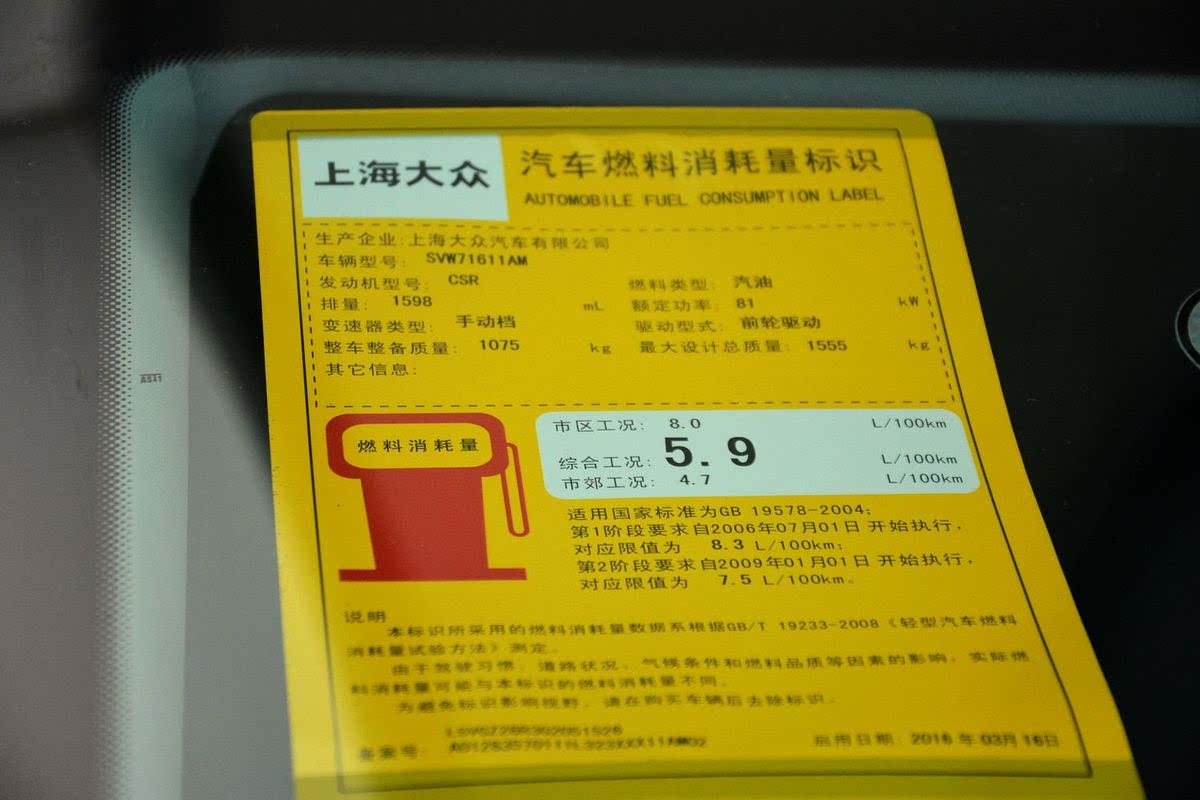 上海大众
汽车燃料消耗量标识
AUTOMOBILE FUEL CONSUMPTION LABEL
生产企业:上海大众汽车有限公司
车辆型号: SVW71611AM
发动机型号: CSR 燃料类型: 汽油
排量: 1598 mL 额定功率: 81 kW
变速器类型: 手动档 驱动型式: 前轮驱动
整车整备质量: 1075 kg 最大设计总质量: 1555 kg
其它信息:
燃料消耗量
市区工况: 8.0 L/100km
综合工况: 5.9 L/100km
市郊工况: 4.7 L/100km
适用国家标准为GB 19578-2004;
第1阶段要求自2006年07月01日 开始执行,
对应限值为 8.3 L/100km;
第2阶段要求自2009年01月01日 开始执行,
对应限值为 7.5 L/100km。
说明
本标识所采用的燃料消耗量数据系根据GB/T 19233-2008《轻型汽车燃料
消耗量试验方法》测定。
由于驾驶习惯、道路状况、气候条件和燃料品质等因素的影响,实际燃
料消耗量可能与本标识的燃料消耗量不同。
为避免标识影响视野,请在购买车辆后去除标识。
备案号: 启用日期: 2016 年 03月 16日
AS41